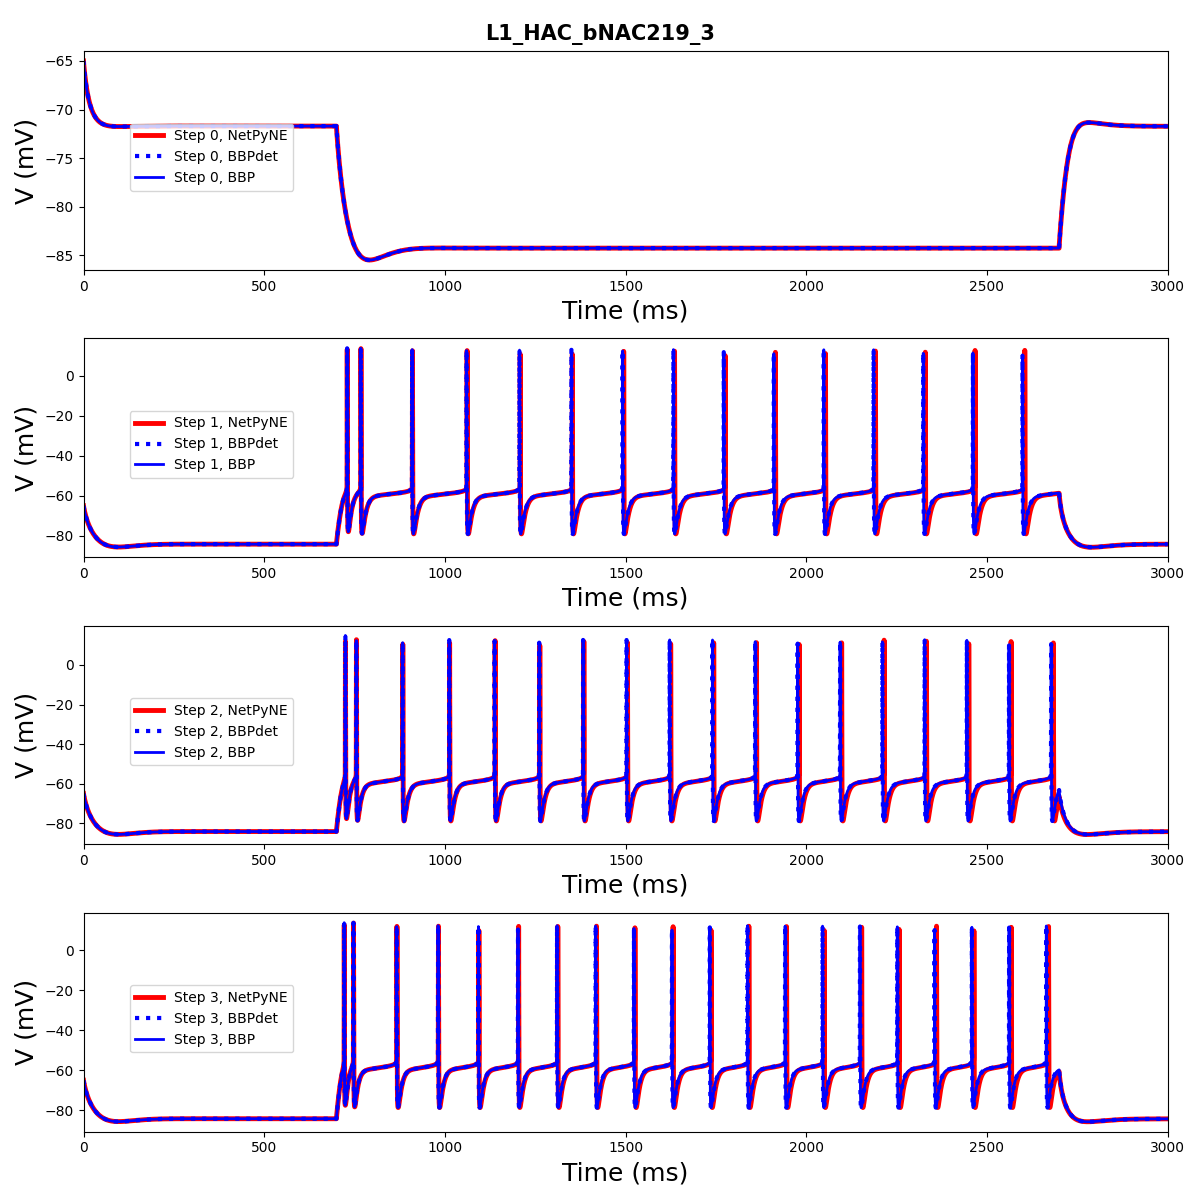 L1_HAC_bNAC219_3
V (mV)
−65
−70
−75
−80
−85
Step 0, NetPyNE
Step 0, BBPdet
Step 0, BBP
0 500 1000 1500 2000 2500 3000
Time (ms)
V (mV)
0
−20
−40
−60
−80
Step 1, NetPyNE
Step 1, BBPdet
Step 1, BBP
0 500 1000 1500 2000 2500 3000
Time (ms)
V (mV)
0
−20
−40
−60
−80
Step 2, NetPyNE
Step 2, BBPdet
Step 2, BBP
0 500 1000 1500 2000 2500 3000
Time (ms)
V (mV)
0
−20
−40
−60
−80
Step 3, NetPyNE
Step 3, BBPdet
Step 3, BBP
0 500 1000 1500 2000 2500 3000
Time (ms)